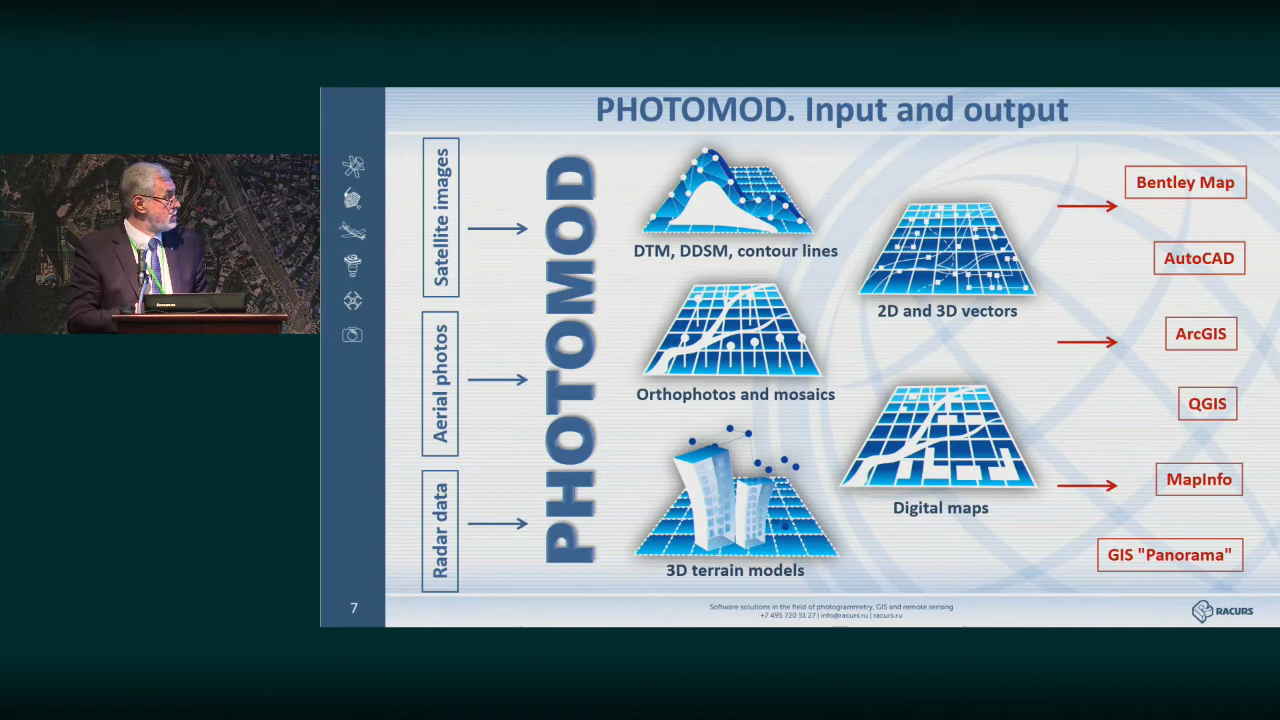 PHOTOMOD. Input and output
Satellite images
Aerial photos
Radar data
PHOTOMOD
DTM, DDSM, contour lines
Orthophotos and mosaics
3D terrain models
2D and 3D vectors
Digital maps
Bentley Map
AutoCAD
ArcGIS
QGIS
MapInfo
GIS "Panorama"
7
Software solutions in the field of photogrammetry, GIS and remote sensing
+7 495 720 51 27 | info@racurs.ru | racurs.ru
RACURS
lenovo